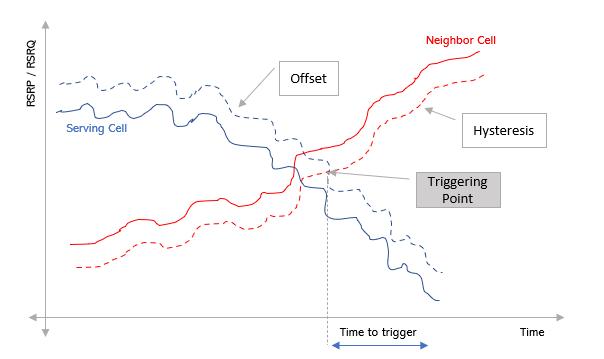 Neighbor Cell
RSRP / RSRQ
Offset
Serving Cell
Hysteresis
Triggering
Point
Time to trigger
Time